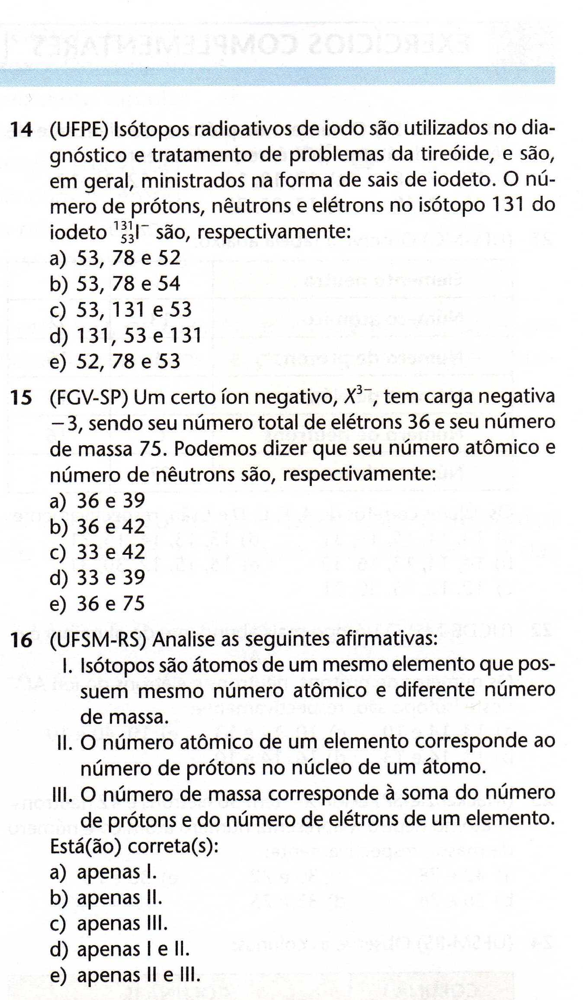 14 (UFPE) Isótopos radioativos de iodo são utilizados no dia-
gnóstico e tratamento de problemas da tireóide, e são,
em geral, ministrados na forma de sais de iodeto. O nú-
mero de prótons, nêutrons e elétrons no isótopo 131 do
iodeto ¹³¹₅₃I⁻ são, respectivamente:
a) 53, 78 e 52
b) 53, 78 e 54
c) 53, 131 e 53
d) 131, 53 e 131
e) 52, 78 e 53
15 (FGV-SP) Um certo íon negativo, X³⁻, tem carga negativa
−3, sendo seu número total de elétrons 36 e seu número
de massa 75. Podemos dizer que seu número atômico e
número de nêutrons são, respectivamente:
a) 36 e 39
b) 36 e 42
c) 33 e 42
d) 33 e 39
e) 36 e 75
16 (UFSM-RS) Analise as seguintes afirmativas:
I. Isótopos são átomos de um mesmo elemento que pos-
suem mesmo número atômico e diferente número
de massa.
II. O número atômico de um elemento corresponde ao
número de prótons no núcleo de um átomo.
III. O número de massa corresponde à soma do número
de prótons e do número de elétrons de um elemento.
Está(ão) correta(s):
a) apenas I.
b) apenas II.
c) apenas III.
d) apenas I e II.
e) apenas II e III.